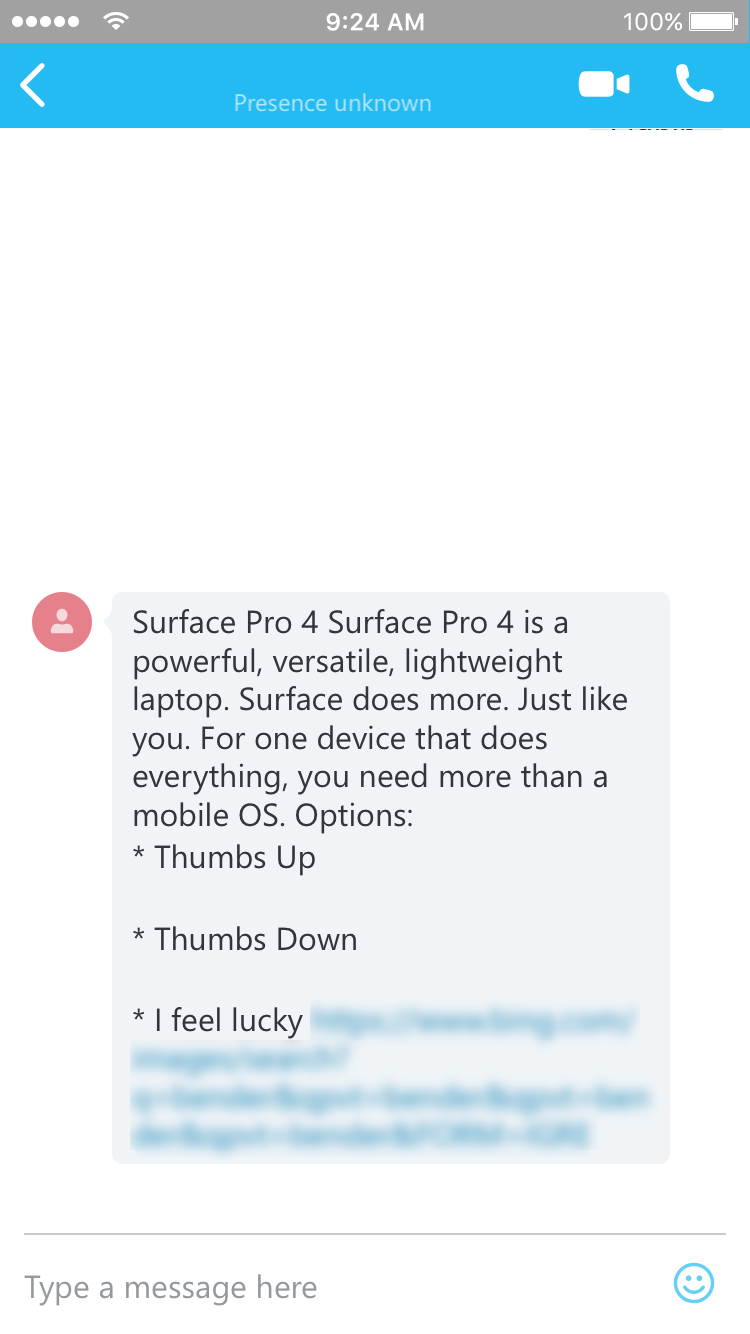 9:24 AM
100%
Presence unknown
Surface Pro 4 Surface Pro 4 is a
powerful, versatile, lightweight
laptop. Surface does more. Just like
you. For one device that does
everything, you need more than a
mobile OS. Options:
* Thumbs Up
* Thumbs Down
* I feel lucky
Type a message here